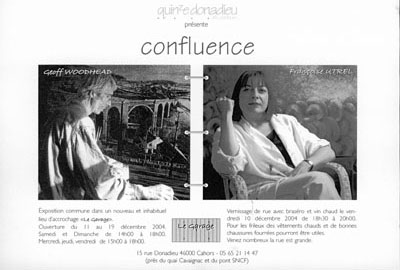 quinze donadieu
présente
confluence
Geoff WOODHEAD
Françoise UTREL
Exposition commune dans un nouveau et inhabituel
lieu d'accrochage «Le Garage».
Ouverture du 11 au 19 décembre 2004.
Samedi et Dimanche de 14h00 à 18h00.
Mercredi, jeudi, vendredi de 15h00 à 18h00.
Le Garage
Vernissage de rue avec braséro et vin chaud le ven-
dredi 10 décembre 2004 de 18h30 à 20h00.
Pour les frileux des vêtements chauds et de bonnes
chaussures fourrées pourront être utiles.
Venez nombreux la rue est grande.
15 rue Donadieu 46000 Cahors - 05 65 21 14 47
(près du quai Cavaignac et du pont SNCF)